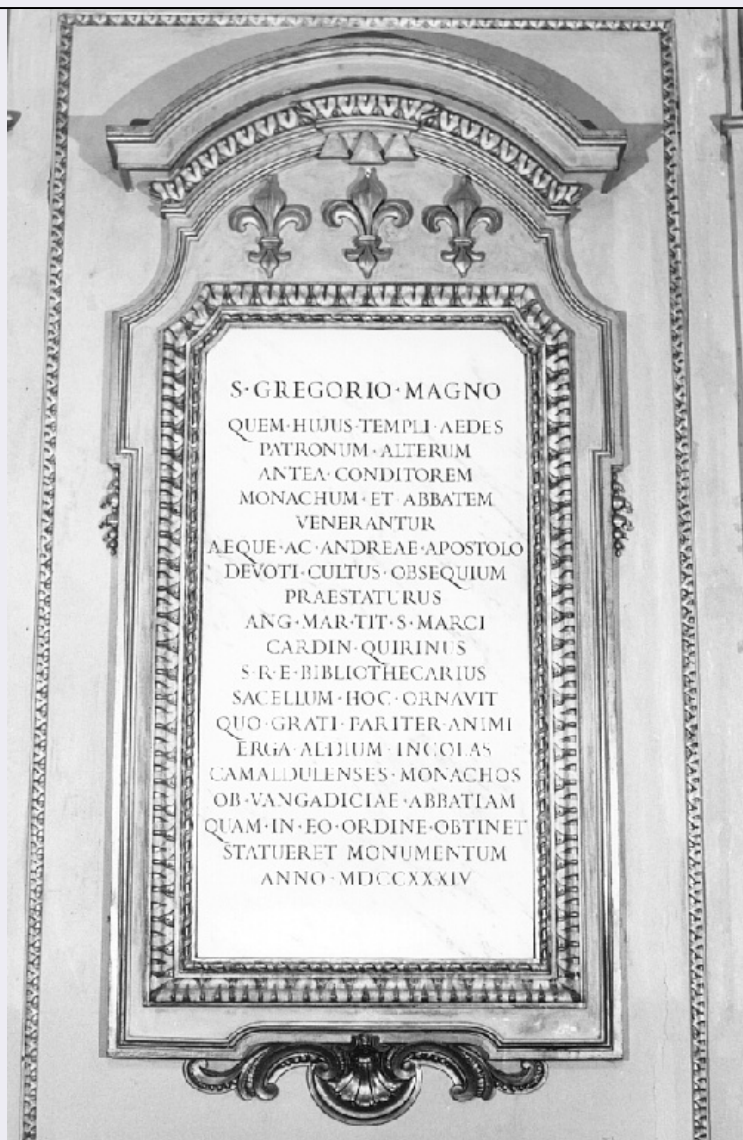 S·GREGORIO·MAGNO
QUEM·HUJUS·TEMPLI·AEDES
PATRONUM·ALTERUM
ANTEA·CONDITOREM
MONACHUM·ET·ABBATEM
VENERANTUR
AEQUE·AC·ANDREAE·APOSTOLO
DEVOTI·CULTUS·OBSEQUIUM
PRAESTATURUS
ANG·MAR·TIT·S·MARCI
CARDIN·QUIRINUS
S·R·E·BIBLIOTHECARIUS
SACELLUM·HOC·ORNAVIT
QUO·GRATI·PARITER·ANIMI
ERGA·AEDIUM·INCOLAS
CAMALDULENSES·MONACHOS
OB·VANGADICIAE·ABBATIAM
QUAM·IN·EO·ORDINE·OBTINET
STATUERET MONUMENTUM
ANNO·MDCCXXXIV